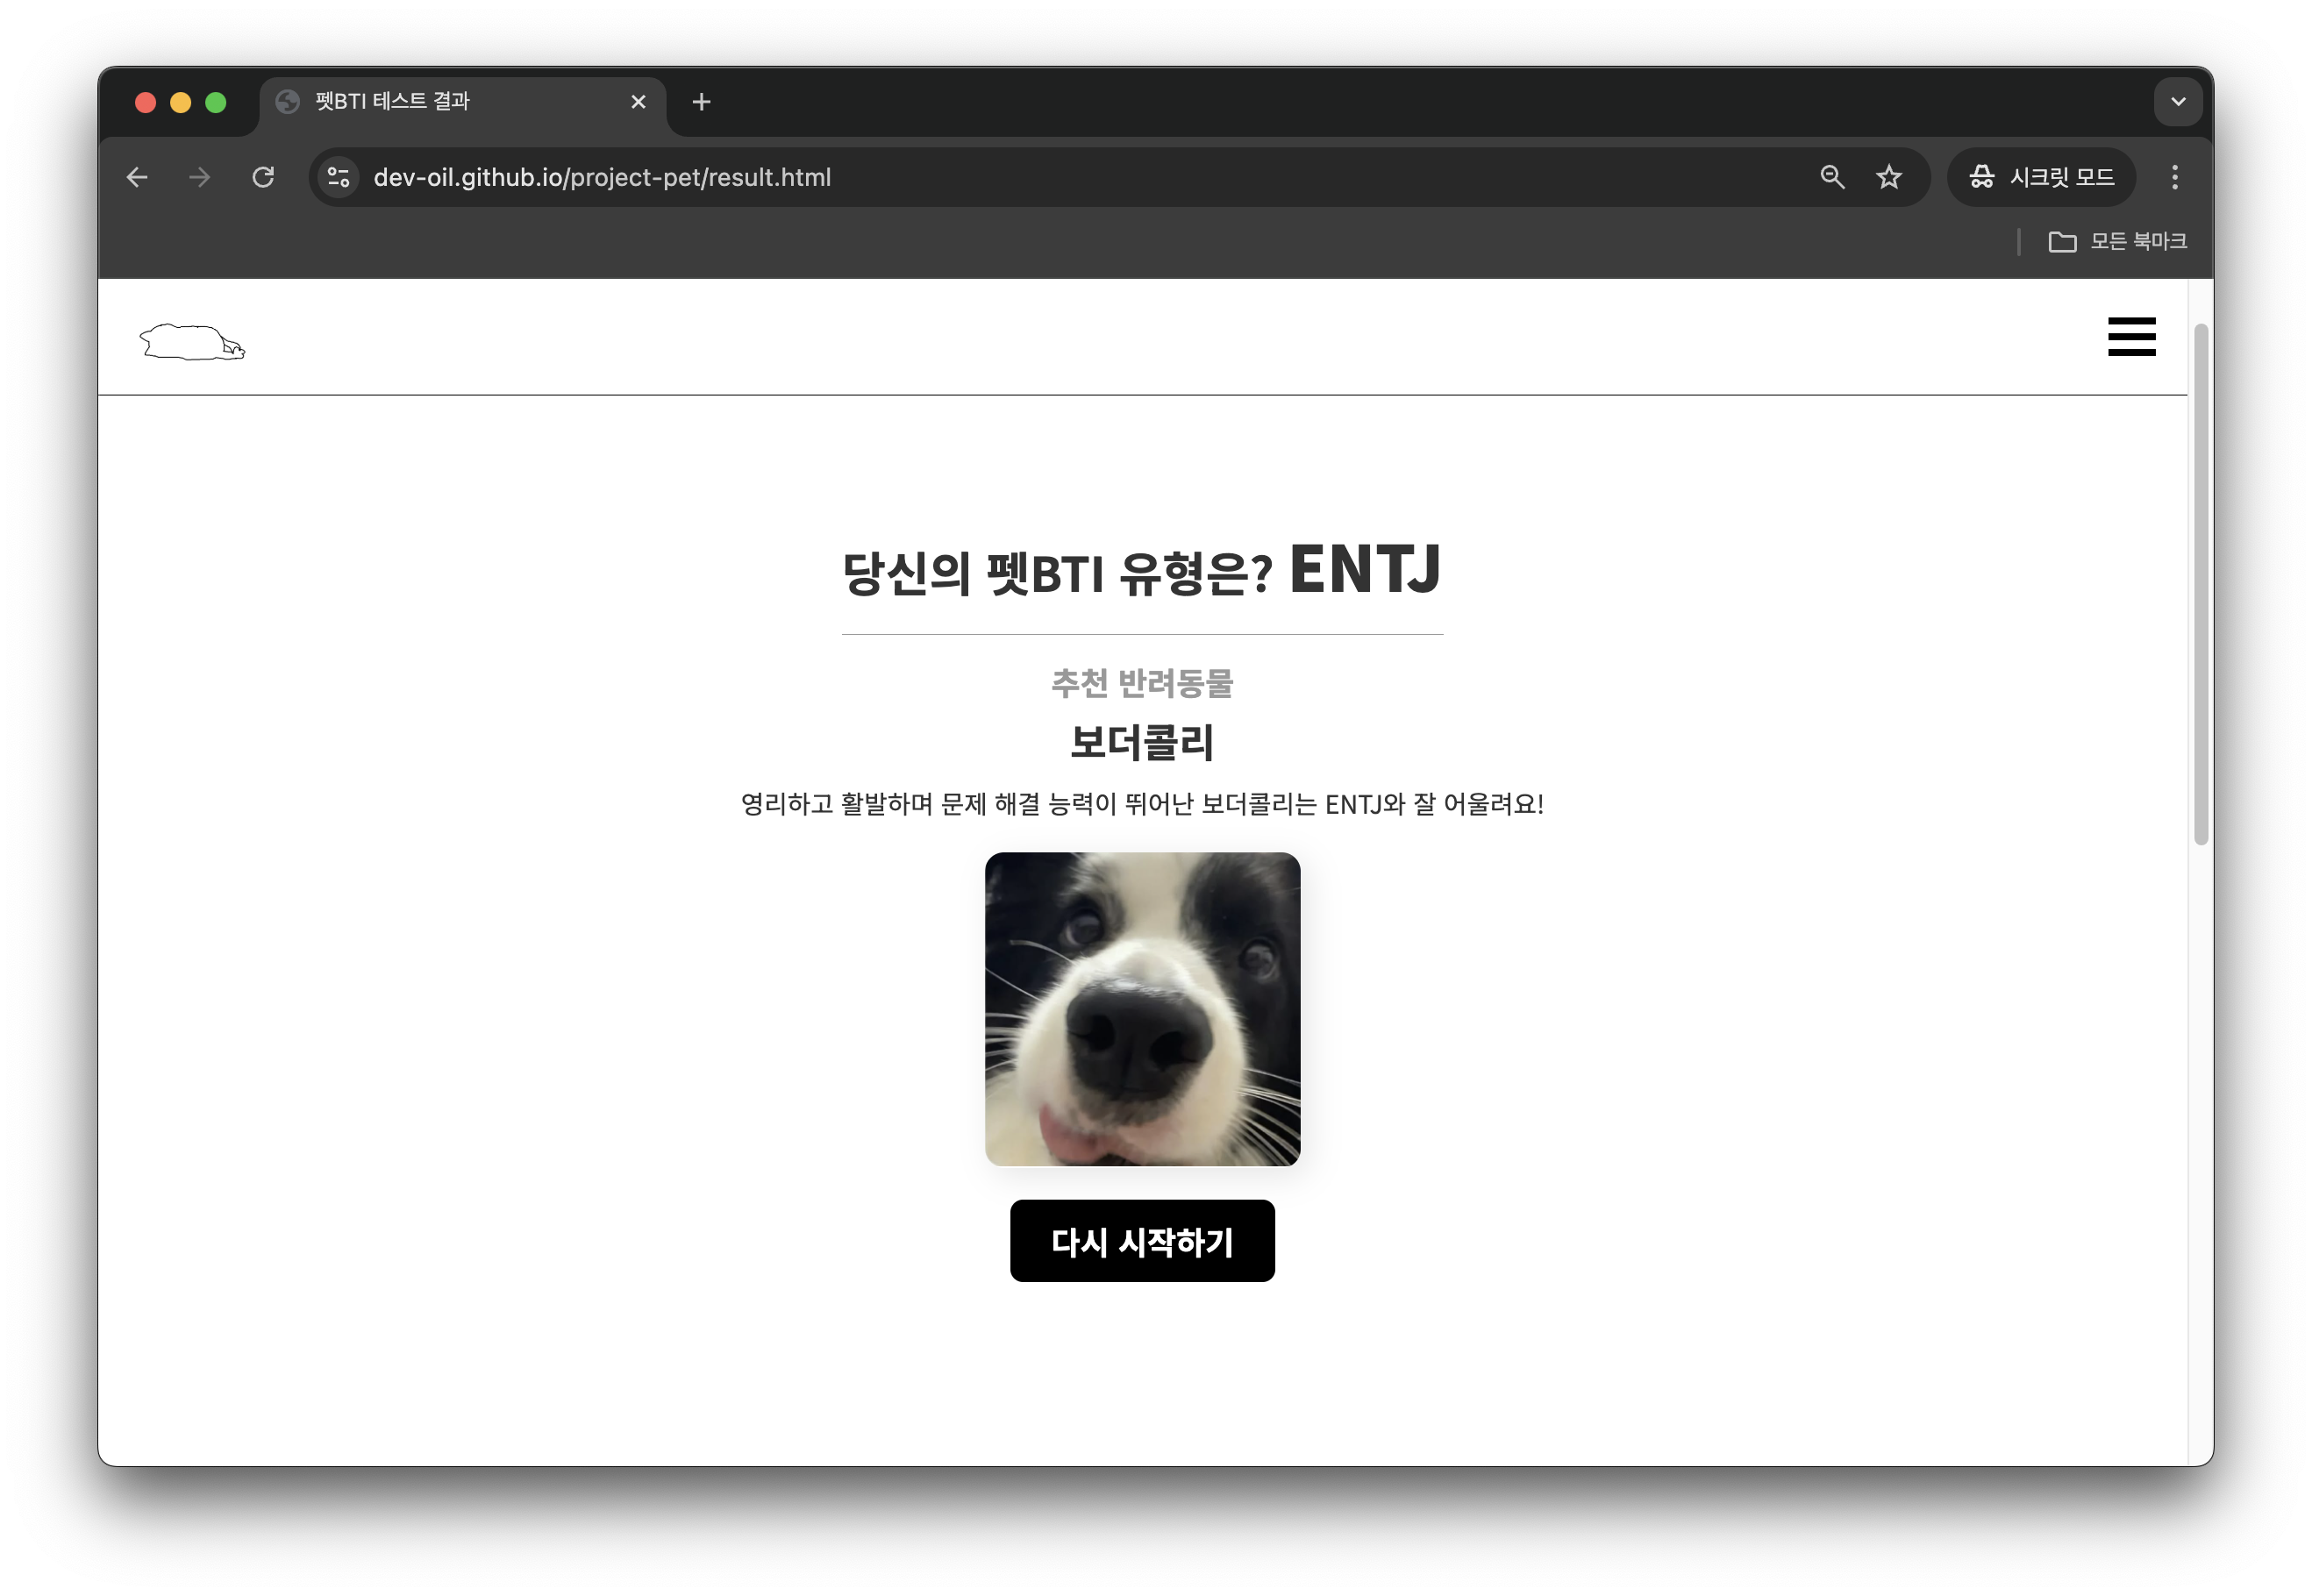 펫BTI 테스트 결과
dev-oil.github.io/project-pet/result.html
시크릿 모드
모든 북마크
당신의 펫BTI 유형은? ENTJ
추천 반려동물
보더콜리
영리하고 활발하며 문제 해결 능력이 뛰어난 보더콜리는 ENTJ와 잘 어울려요!
다시 시작하기